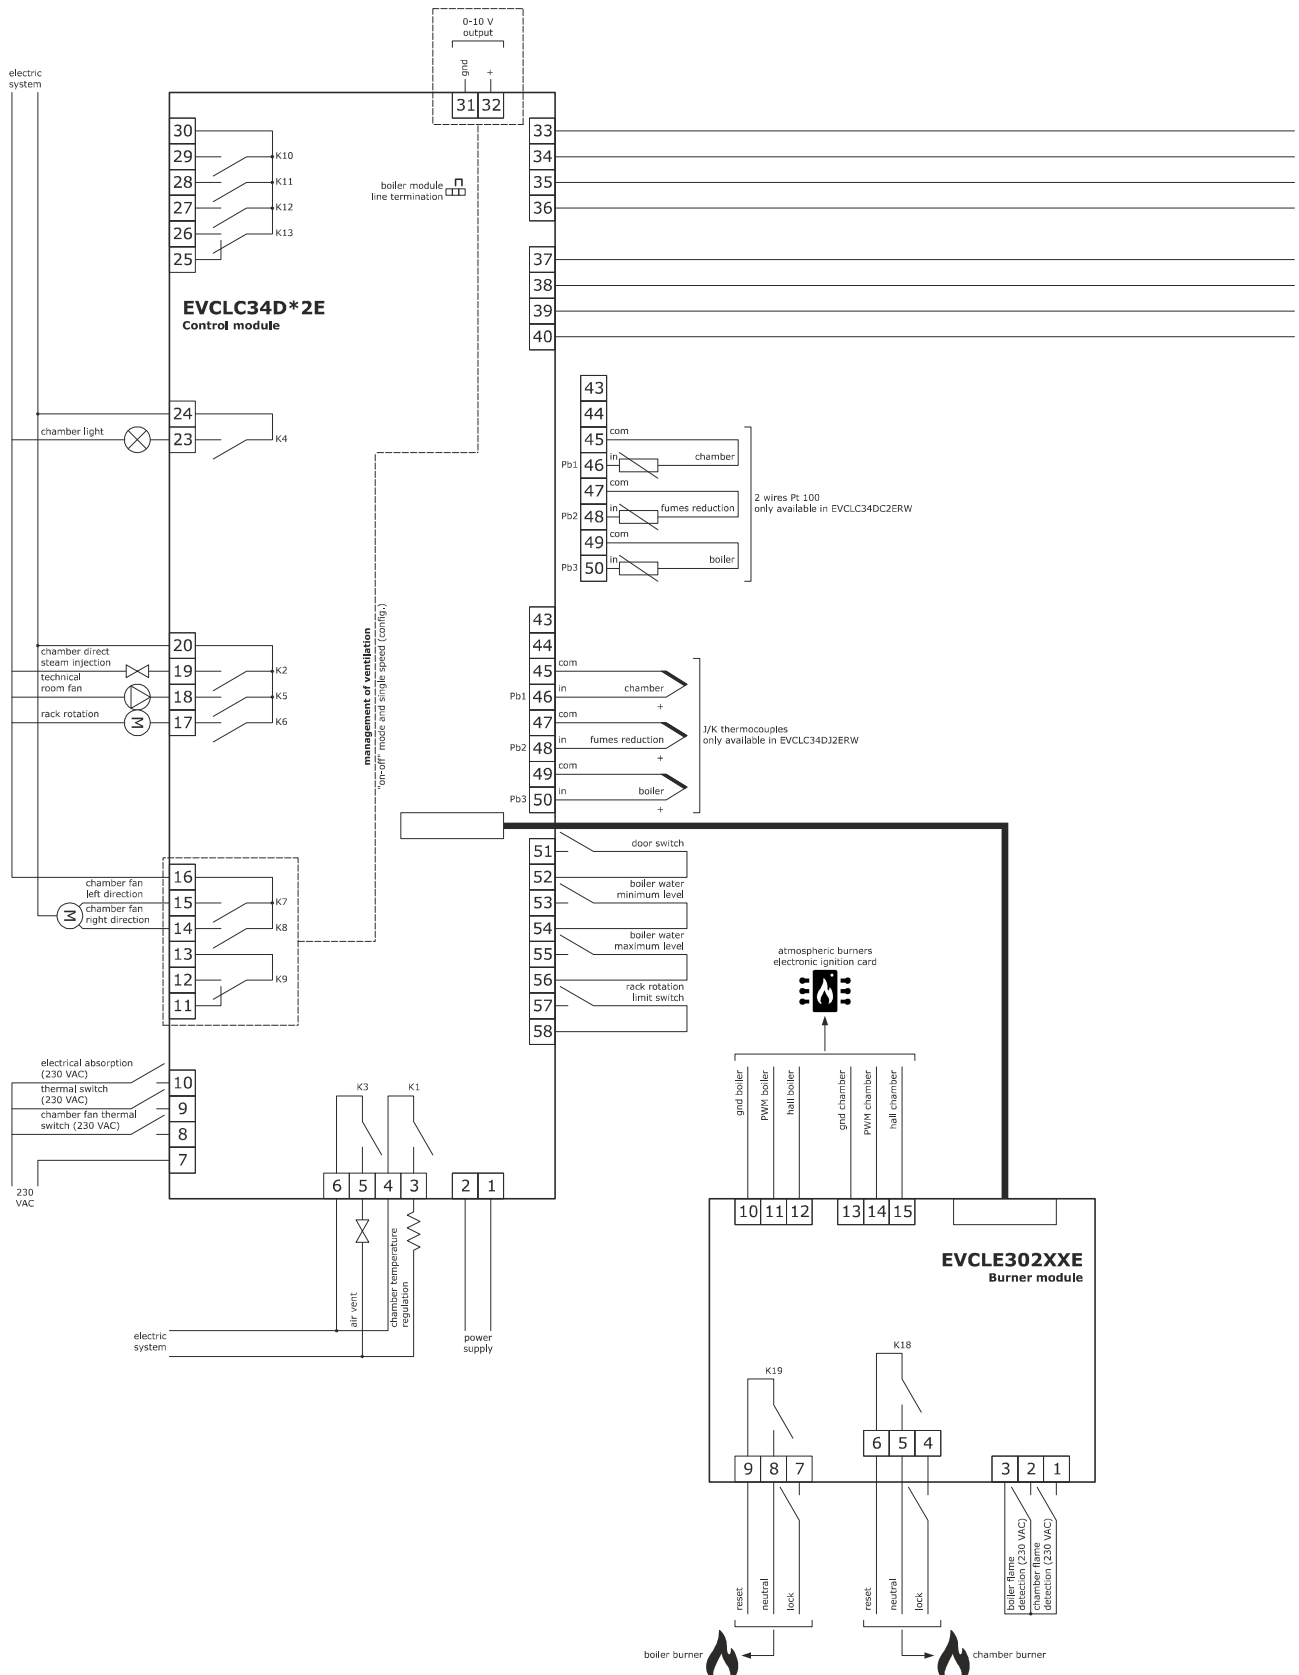 0-10 V
output
gnd
+
electric
system
31
32
30
29
28
27
26
25
K10
K11
K12
K13
boiler module
line termination
33
34
35
36
37
38
39
40
EVCLC34D*2E
Control module
24
23
chamber light
K4
43
44
45
46
47
48
49
50
Pb1
Pb2
Pb3
com
in
chamber
com
in
fumes reduction
com
in
boiler
2 wires Pt 100
only available in EVCLC34DC2ERW
management of ventilation
"on-off" mode and single speed (config.)
20
19
18
17
chamber direct
steam injection
technical
room fan
rack rotation
M
K2
K5
K6
43
44
45
46
47
48
49
50
Pb1
Pb2
Pb3
com
in
chamber
+
com
in
fumes reduction
+
com
in
boiler
+
J/K thermocouples
only available in EVCLC34DJ2ERW
16
15
14
13
12
11
chamber fan
left direction
chamber fan
right direction
M
K7
K8
K9
51
52
53
54
55
56
57
58
door switch
boiler water
minimum level
boiler water
maximum level
rack rotation
limit switch
atmospheric burners
electronic ignition card
electrical absorption
(230 VAC)
thermal switch
(230 VAC)
chamber fan thermal
switch (230 VAC)
10
9
8
7
230
VAC
K3
K1
6
5
4
3
2
1
air vent
chamber temperature
regulation
electric
system
power
supply
gnd boiler
PWM boiler
hall boiler
gnd chamber
PWM chamber
hall chamber
10
11
12
13
14
15
EVCLE302XXE
Burner module
K19
K18
9
8
7
6
5
4
3
2
1
reset
neutral
lock
reset
neutral
lock
boiler flame
detection (230 VAC)
chamber flame
detection (230 VAC)
boiler burner
chamber burner